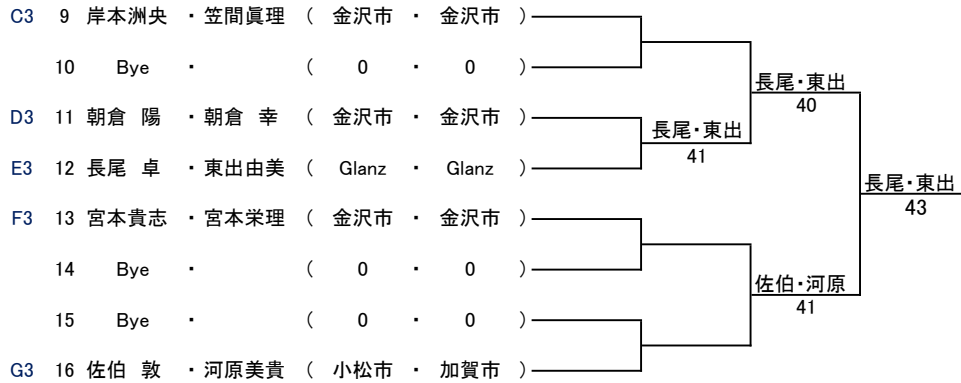 C3 9 岸本洲央 ・笠間眞理 ( 金沢市 ・ 金沢市 )
10 Bye ・ ( 0 ・ 0 )
長尾・東出
40
D3 11 朝倉 陽 ・朝倉 幸 ( 金沢市 ・ 金沢市 )
長尾・東出
41
E3 12 長尾 卓 ・東出由美 ( Glanz ・ Glanz )
長尾・東出
43
F3 13 宮本貴志 ・宮本栄理 ( 金沢市 ・ 金沢市 )
14 Bye ・ ( 0 ・ 0 )
佐伯・河原
41
15 Bye ・ ( 0 ・ 0 )
G3 16 佐伯 敦 ・河原美貴 ( 小松市 ・ 加賀市 )